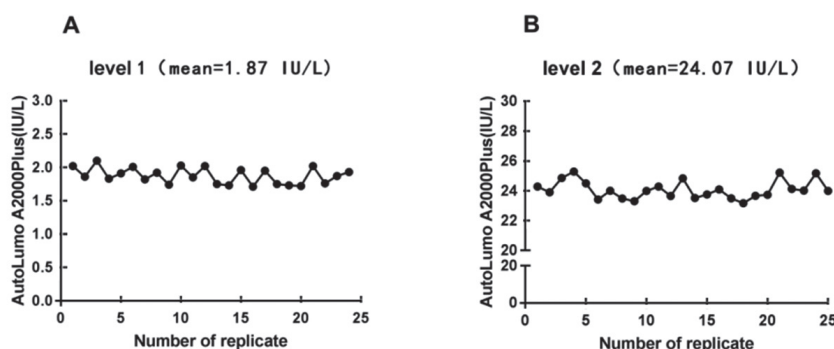 A
level 1 (mean=1.87 IU/L)
AutoLumo A2000Plus(IU/L)
3.0
2.5
2.0
1.5
1.0
0.5
0.0
0 5 10 15 20 25
Number of replicate
B
level 2 (mean=24.07 IU/L)
AutoLumo A2000Plus(IU/L)
30
28
26
24
22
20
20
0
0 5 10 15 20 25
Number of replicate